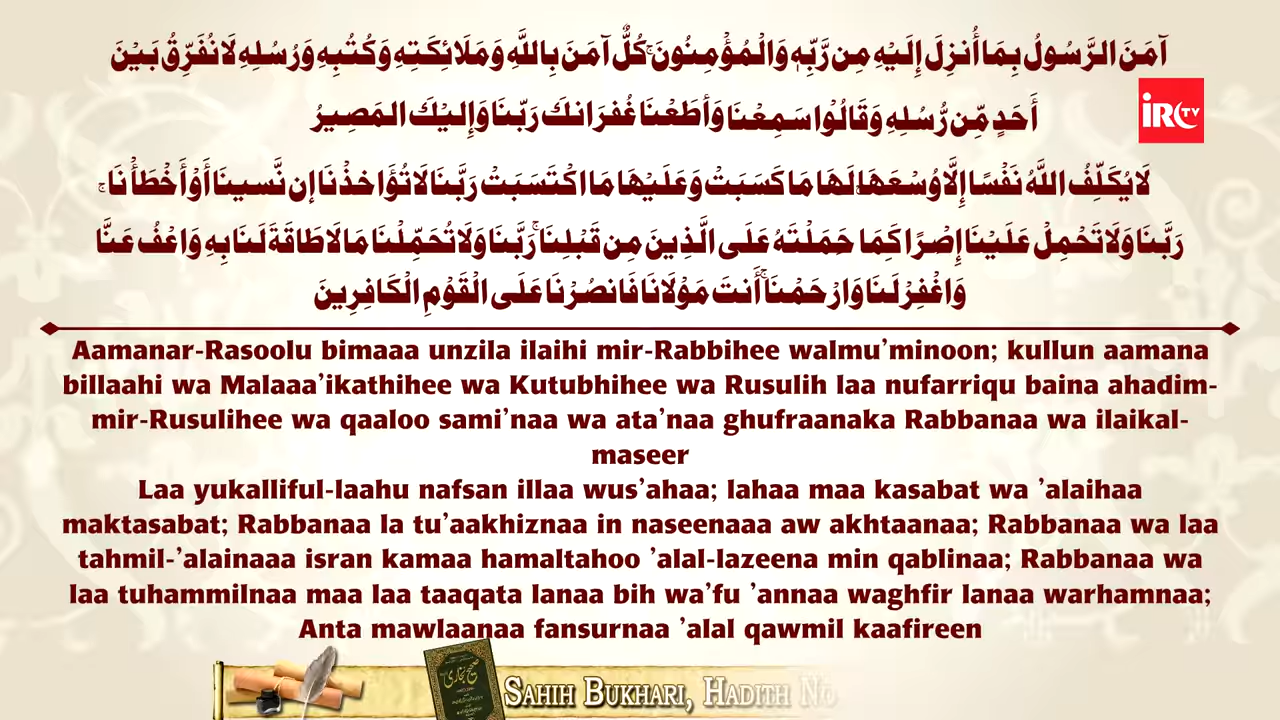 آمَنَ الرَّسُولُ بِمَا أُنزِلَ إِلَيْهِ مِن رَّبِّهِ وَالْمُؤْمِنُونَ ۚ كُلٌّ آمَنَ بِاللَّهِ وَمَلَائِكَتِهِ وَكُتُبِهِ وَرُسُلِهِ لَا نُفَرِّقُ بَيْنَ
أَحَدٍ مِّن رُّسُلِهِ وَقَالُوا سَمِعْنَا وَأَطَعْنَا غُفْرَانَكَ رَبَّنَا وَإِلَيْكَ الْمَصِيرُ
iRC TV
لَا يُكَلِّفُ اللَّهُ نَفْسًا إِلَّا وُسْعَهَا ۚ لَهَا مَا كَسَبَتْ وَعَلَيْهَا مَا اكْتَسَبَتْ رَبَّنَا لَا تُؤَاخِذْنَا إِن نَّسِينَا أَوْ أَخْطَأْنَا ۚ
رَبَّنَا وَلَا تَحْمِلْ عَلَيْنَا إِصْرًا كَمَا حَمَلْتَهُ عَلَى الَّذِينَ مِن قَبْلِنَا ۚ رَبَّنَا وَلَا تُحَمِّلْنَا مَا لَا طَاقَةَ لَنَا بِهِ وَاعْفُ عَنَّا
وَاغْفِرْ لَنَا وَارْحَمْنَا ۚ أَنتَ مَوْلَانَا فَانصُرْنَا عَلَى الْقَوْمِ الْكَافِرِينَ
Aamanar-Rasoolu bimaaa unzila ilaihi mir-Rabbihee walmu’minoon; kullun aamana
billaahi wa Malaaa’ikathihee wa Kutubhihee wa Rusulih laa nufarriqu baina ahadim-
mir-Rusulihee wa qaaloo sami’naa wa ata’naa ghufraanaka Rabbanaa wa ilaikal-
maseer
Laa yukalliful-laahu nafsan illaa wus’ahaa; lahaa maa kasabat wa ’alaihaa
maktasabat; Rabbanaa la tu’aakhiznaa in naseenaaa aw akhtaanaa; Rabbanaa wa laa
tahmil-’alainaaa isran kamaa hamaltahoo ’alal-lazeena min qablinaa; Rabbanaa wa
laa tuhammilnaa maa laa taaqata lanaa bih wa’fu ’annaa waghfir lanaa warhamnaa;
Anta mawlaanaa fansurnaa ’alal qawmil kaafireen
صحیح بخاری
Sahih Bukhari, Hadith No